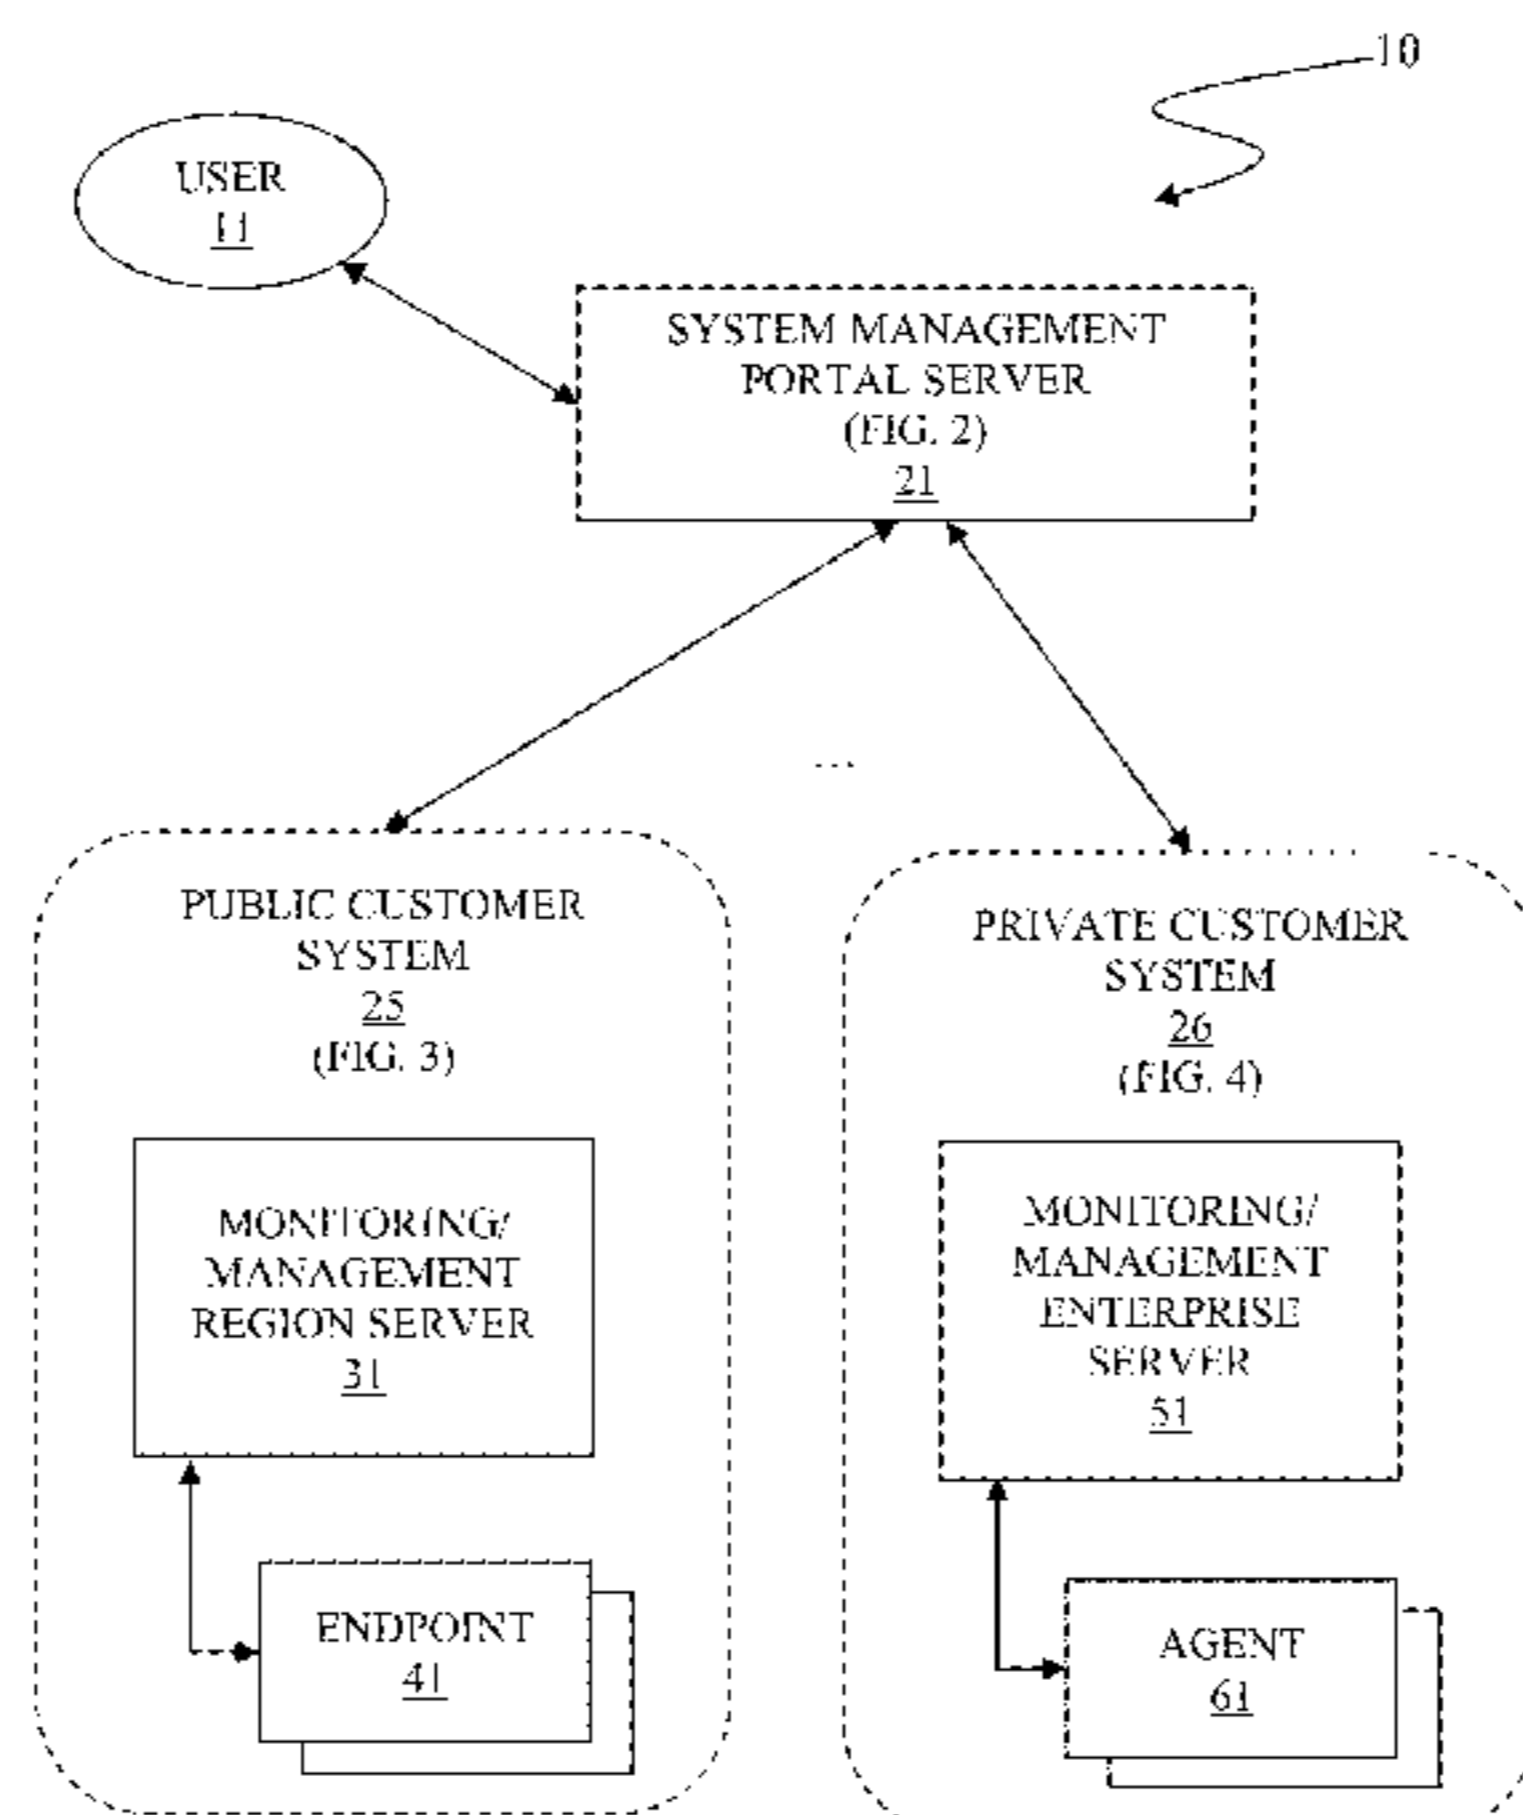 10
USER
11
SYSTEM MANAGEMENT
PORTAL SERVER
(FIG. 2)
21
...
PUBLIC CUSTOMER
SYSTEM
25
(FIG. 3)
MONITORING/
MANAGEMENT
REGION SERVER
31
ENDPOINT
41
PRIVATE CUSTOMER
SYSTEM
26
(FIG. 4)
MONITORING/
MANAGEMENT
ENTERPRISE
SERVER
51
AGENT
61